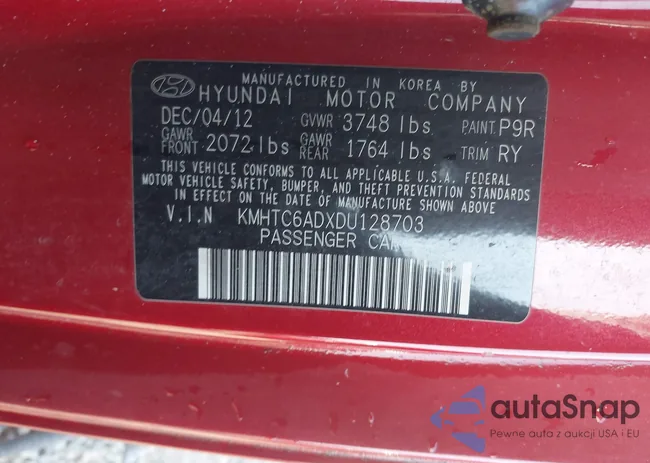 MANUFACTURED IN KOREA BY
HYUNDAI MOTOR COMPANY
DEC/04/12 GVWR 3748 lbs PAINT P9R
GAWR FRONT 2072 lbs GAWR REAR 1764 lbs TRIM RY
THIS VEHICLE CONFORMS TO ALL APPLICABLE U.S.A. FEDERAL
MOTOR VEHICLE SAFETY, BUMPER, AND THEFT PREVENTION STANDARDS
IN EFFECT ON THE DATE OF MANUFACTURE SHOWN ABOVE
V.I.N KMHTC6ADXDU128703
PASSENGER CAR
autoSnap
Pewne auta z aukcji USA i EU